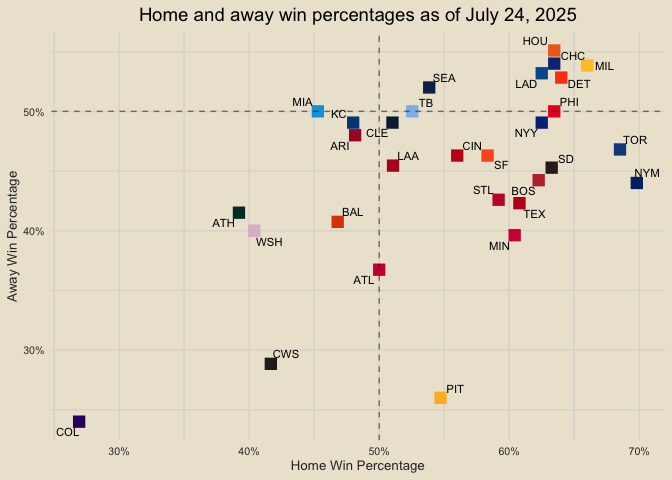 Home and away win percentages as of July 24, 2025
HOU
CHC
MIL
LAD
DET
SEA
MIA
TB
PHI
50%
KC
CLE
NYY
ARI
LAA
CIN
SF
SD
TOR
NYM
STL
BOS
TEX
ATH
BAL
WSH
40%
MIN
ATL
30%
CWS
PIT
COL
30%
40%
50%
60%
70%
Home Win Percentage
Away Win Percentage